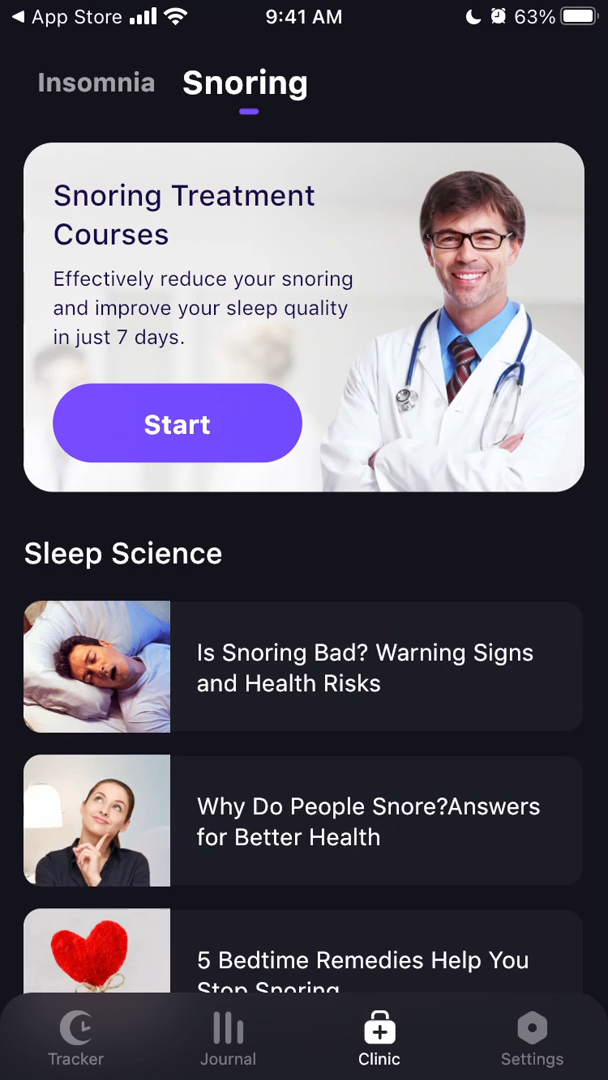 App Store
9:41 AM
63%
Insomnia
Snoring
Snoring Treatment
Courses
Effectively reduce your snoring
and improve your sleep quality
in just 7 days.
Start
Sleep Science
Is Snoring Bad? Warning Signs
and Health Risks
Why Do People Snore?Answers
for Better Health
5 Bedtime Remedies Help You
Stop Snoring
Tracker
Journal
Clinic
Settings